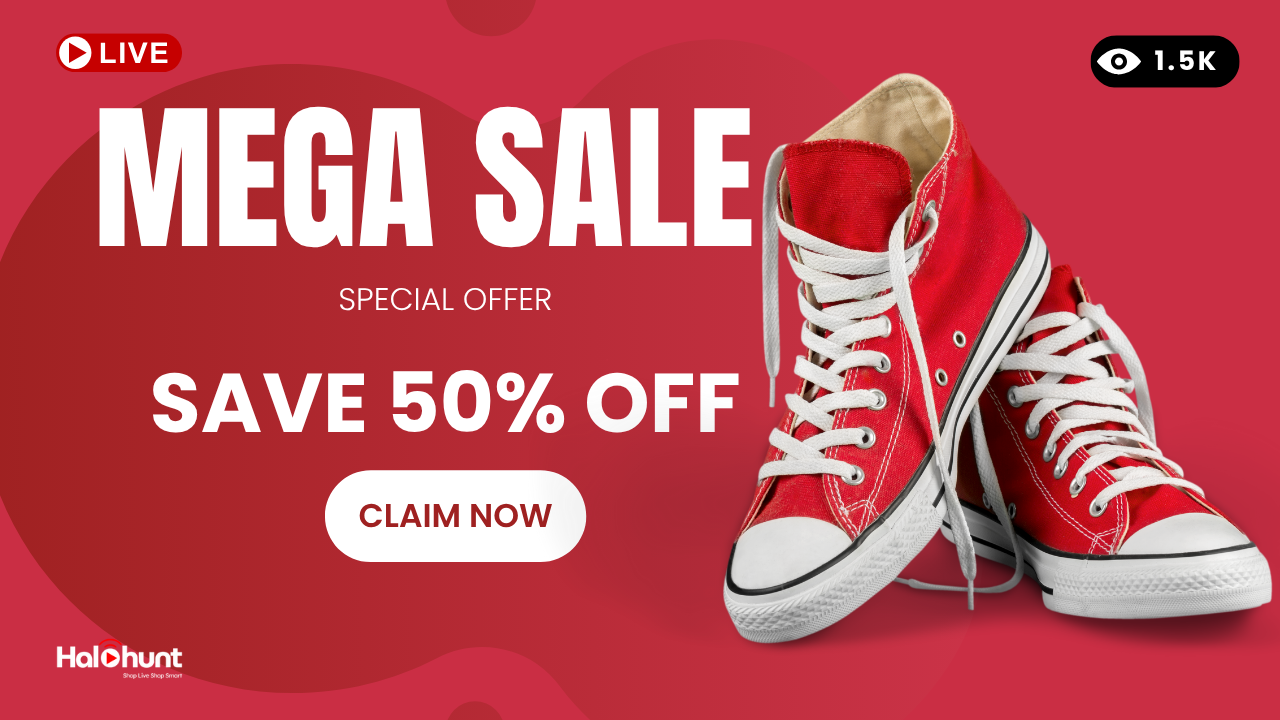 LIVE
1.5K
MEGA SALE
SPECIAL OFFER
SAVE 50% OFF
CLAIM NOW
Halohunt
Shop Live Shop Smart